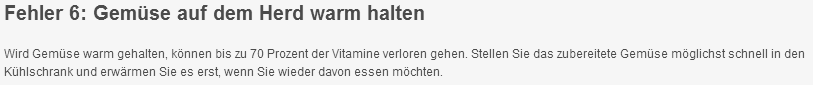 Fehler 6: Gemüse auf dem Herd warm halten
Wird Gemüse warm gehalten, können bis zu 70 Prozent der Vitamine verloren gehen. Stellen Sie das zubereitete Gemüse möglichst schnell in den
Kühlschrank und erwärmen Sie es erst, wenn Sie wieder davon essen möchten.